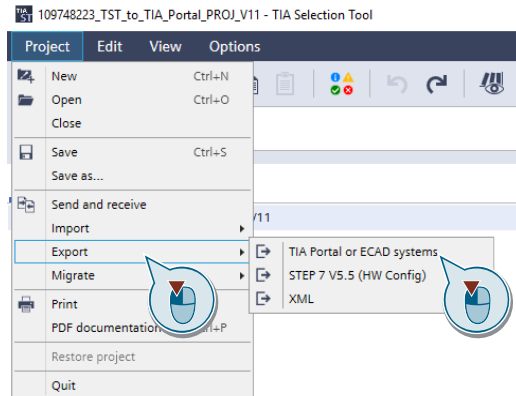 TIA ST 109748223_TST_to_TIA_Portal_PROJ_V11 - TIA Selection Tool
Project Edit View Options
New Ctrl+N
Open Ctrl+O
Close
Save Ctrl+S
Save as...
Send and receive
/11
Import
Export
TIA Portal or ECAD systems
Migrate
STEP 7 V5.5 (HW Config)
Print
XML
PDF documentation
Restore project
Quit